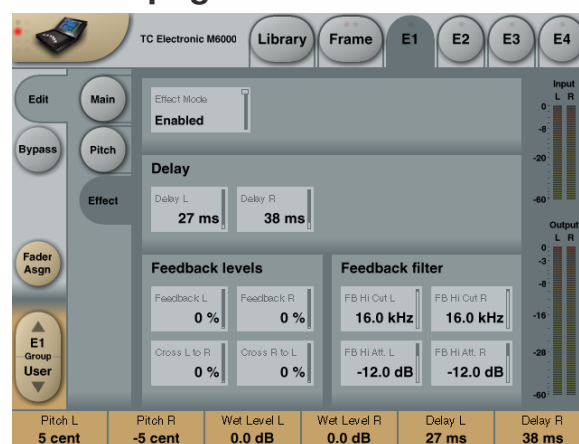 TC Electronic M6000
Library
Frame
E1
E2
E3
E4
Edit
Main
Bypass
Pitch
Effect
Fader
Asgn
E1
Group
User
Effect Mode
Enabled
Delay
Delay L
27 ms
Delay R
38 ms
Feedback levels
Feedback L
0 %
Feedback R
0 %
Cross L to R
0 %
Cross R to L
0 %
Feedback filter
FB Hi Cut L
16.0 kHz
FB Hi Cut R
16.0 kHz
FB Hi Att. L
-12.0 dB
FB Hi Att. R
-12.0 dB
Input
L R
0
-8
-20
-60
Output
L R
0
-3
-8
-16
-28
-60
Pitch L
5 cent
Pitch R
-5 cent
Wet Level L
0.0 dB
Wet Level R
0.0 dB
Delay L
27 ms
Delay R
38 ms